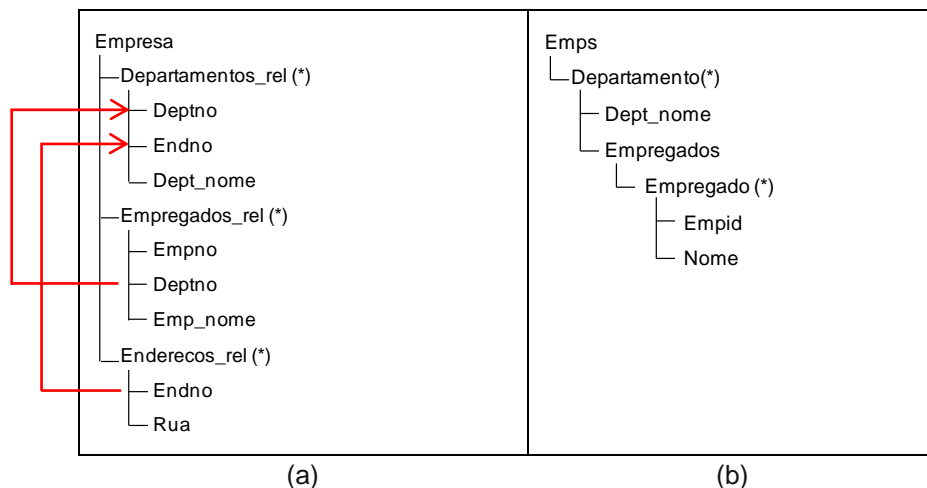 Empresa
Departamentos_rel (*)
Deptno
Endno
Dept_nome
Empregados_rel (*)
Empno
Deptno
Emp_nome
Enderecos_rel (*)
Endno
Rua
(a)
Emps
Departamento(*)
Dept_nome
Empregados
Empregado (*)
Empid
Nome
(b)